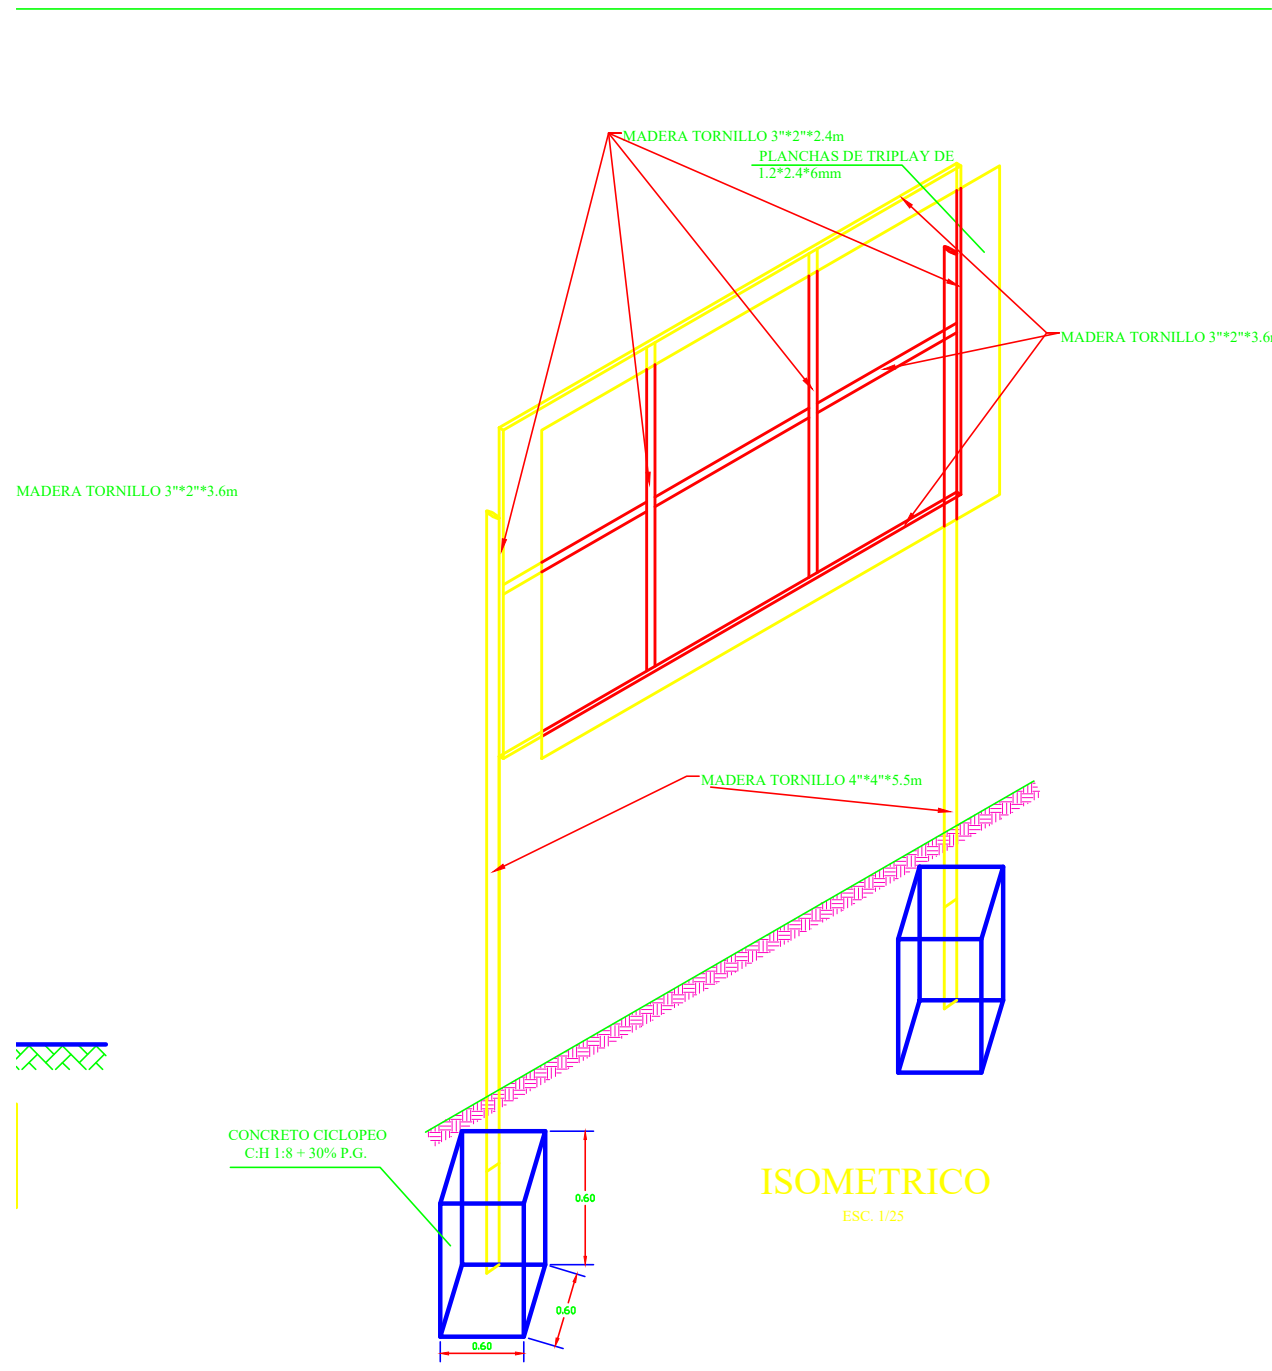 MADERA TORNILLO 3"*2"*2.4m
PLANCHAS DE TRIPLAY DE
1.2*2.4*6mm
MADERA TORNILLO 3"*2"*3.6m
MADERA TORNILLO 3"*2"*3.6m
MADERA TORNILLO 4"*4"*5.5m
CONCRETO CICLOPEO
C:H 1:8 + 30% P.G.
ISOMETRICO
ESC. 1/25
0.60
0.60
0.60